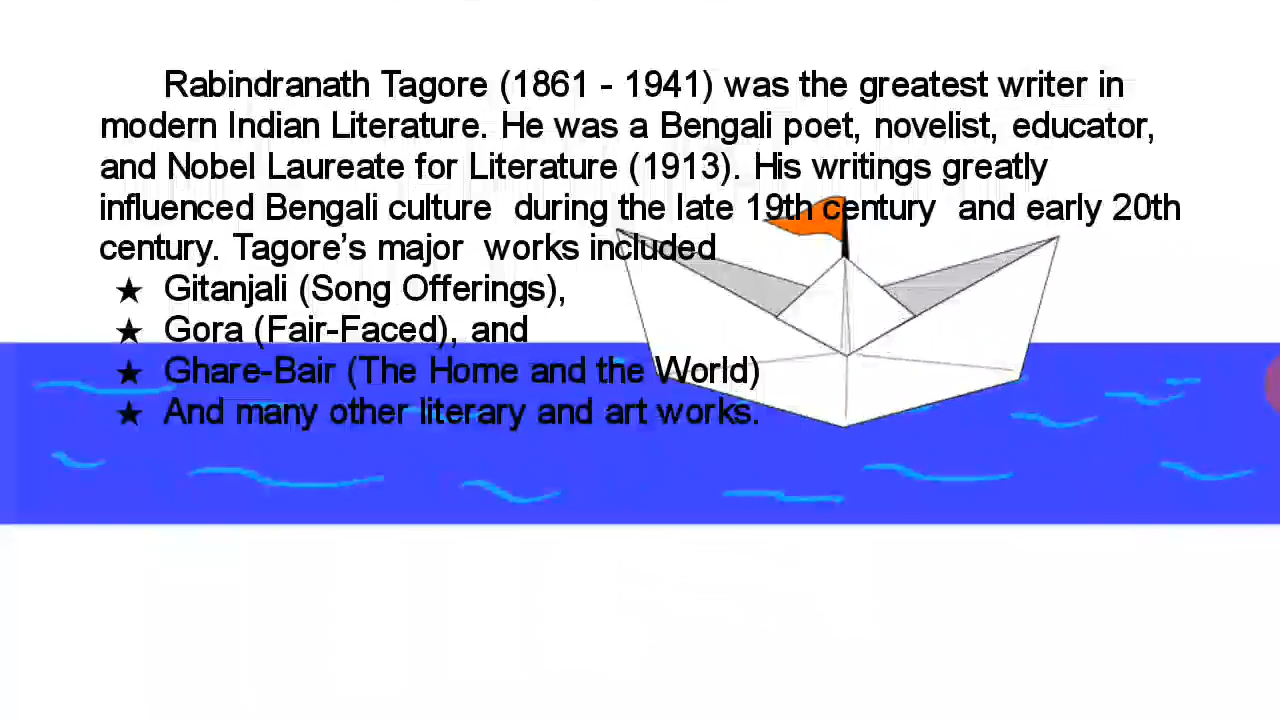 Rabindranath Tagore (1861 - 1941) was the greatest writer in
modern Indian Literature. He was a Bengali poet, novelist, educator,
and Nobel Laureate for Literature (1913). His writings greatly
influenced Bengali culture  during the late 19th century  and early 20th
century. Tagore's major  works included
★ Gitanjali (Song Offerings),
★ Gora (Fair-Faced), and
★ Ghare-Bair (The Home and the World)
★ And many other literary and art works.